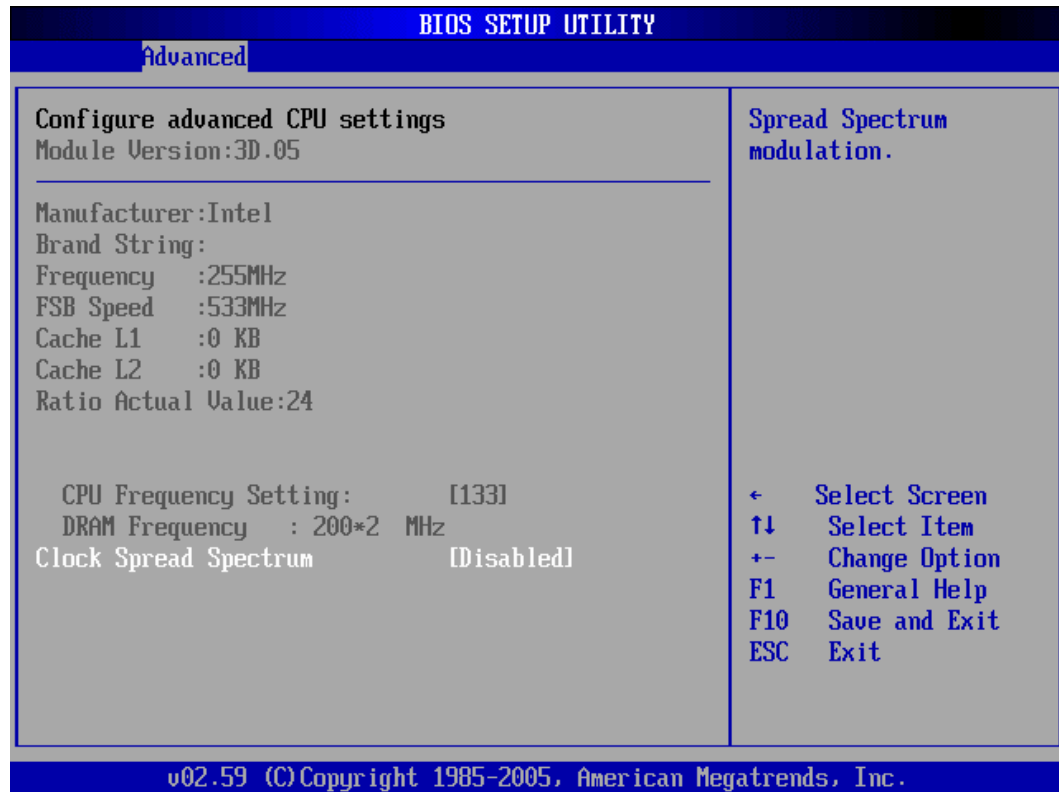 BIOS SETUP UTILITY
Advanced
Configure advanced CPU settings
Module Version:3D.05
Manufacturer:Intel
Brand String:
Frequency   :255MHz
FSB Speed   :533MHz
Cache L1    :0 KB
Cache L2    :0 KB
Ratio Actual Value:24
CPU Frequency Setting:       [133]
DRAM Frequency   : 200*2  MHz
Clock Spread Spectrum          [Disabled]
Spread Spectrum
modulation.
←    Select Screen
↑↓    Select Item
+-    Change Option
F1    General Help
F10   Save and Exit
ESC   Exit
v02.59 (C)Copyright 1985-2005, American Megatrends, Inc.